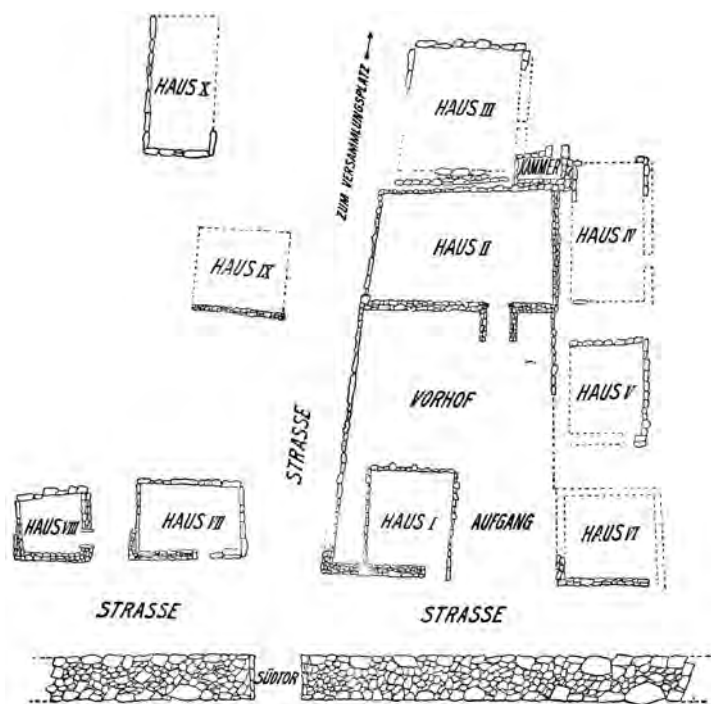 HAUS X
ZUM VERSAMMLUNGSPLATZ
HAUS III
KAMMER
HAUS IX
HAUS II
HAUS IV
STRASSE
VORHOF
HAUS V
HAUS VIII
HAUS VII
HAUS I
AUFGANG
HAUS VI
STRASSE
STRASSE
SÜDTOR